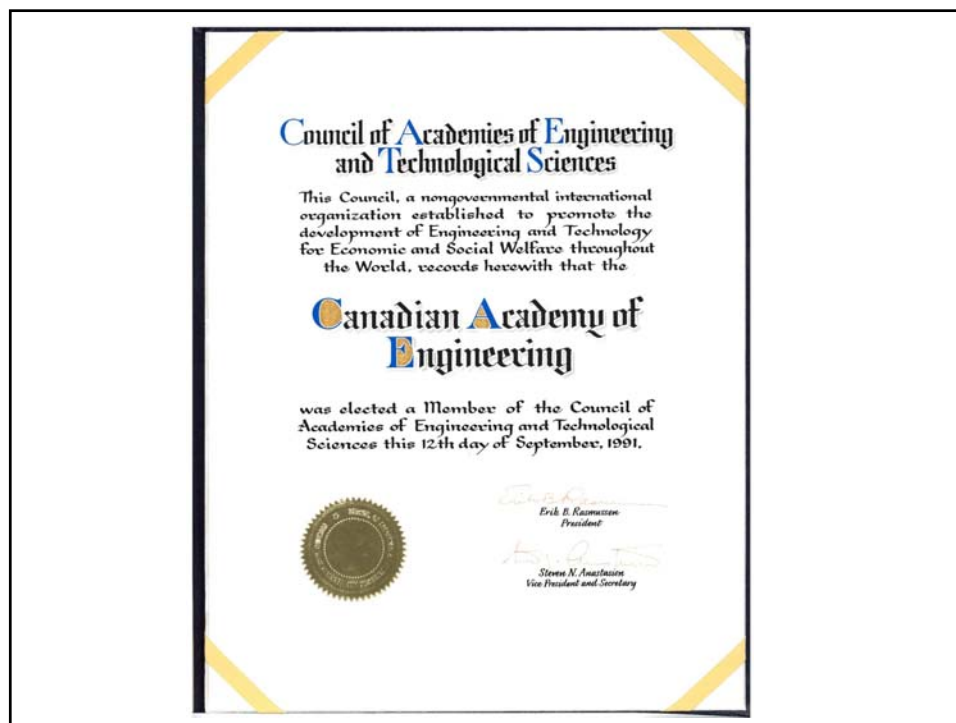 Council of Academies of Engineering
and Technological Sciences
This Council, a nongovernmental international
organization established to promote the
development of Engineering and Technology
for Economic and Social Welfare throughout
the World, records herewith that the
Canadian Academy of
Engineering
was elected a Member of the Council of
Academies of Engineering and Technological
Sciences this 12th day of September, 1991.
Erik B. Rasmussen
President
Steven N. Anastasion
Vice President and Secretary